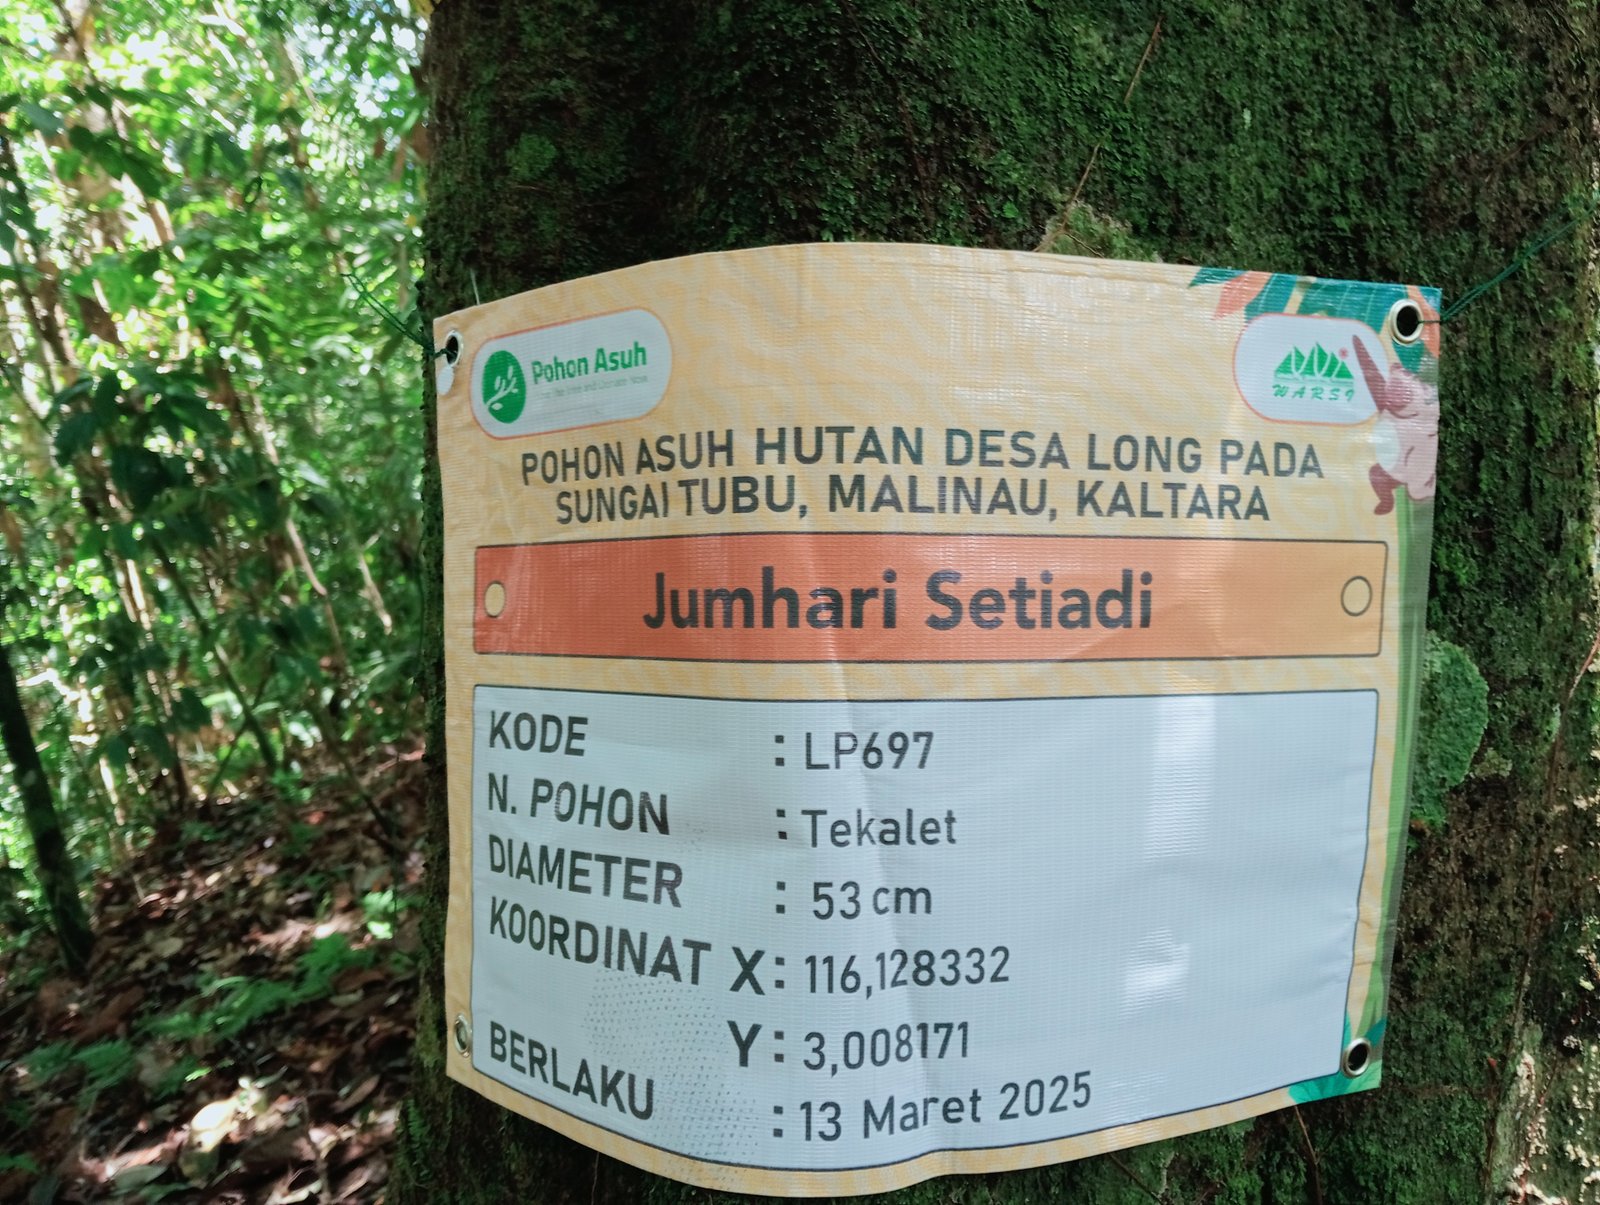 Pohon Asuh
WARSI
POHON ASUH HUTAN DESA LONG PADA
SUNGAI TUBU, MALINAU, KALTARA
Jumhari Setiadi
KODE : LP697
N. POHON : Tekalet
DIAMETER : 53 cm
KOORDINAT X : 116,128332
Y : 3,008171
BERLAKU : 13 Maret 2025